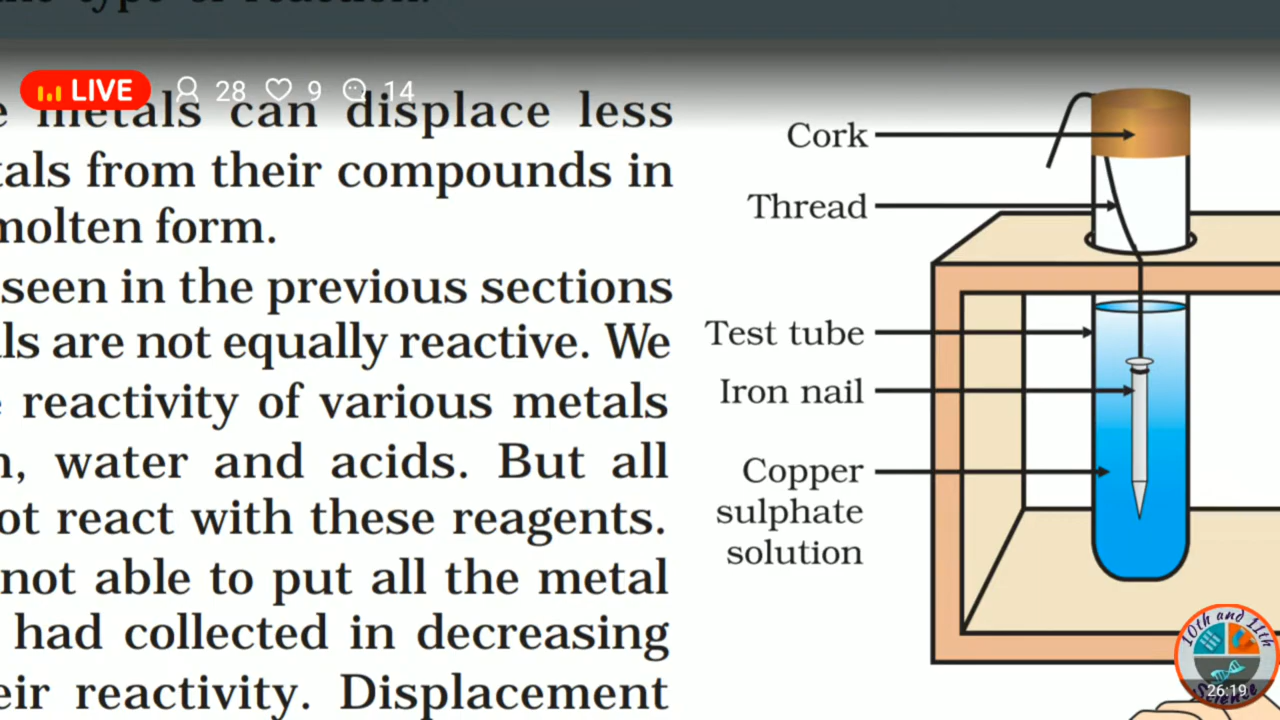 LIVE 28 9 14
metals can displace less
tals from their compounds in
molten form.
seen in the previous sections
ls are not equally reactive. We
reactivity of various metals
n, water and acids. But all
ot react with these reagents.
not able to put all the metal
had collected in decreasing
eir reactivity. Displacement
Cork
Thread
Test tube
Iron nail
Copper
sulphate
solution
10th and 11th
Science
26:19